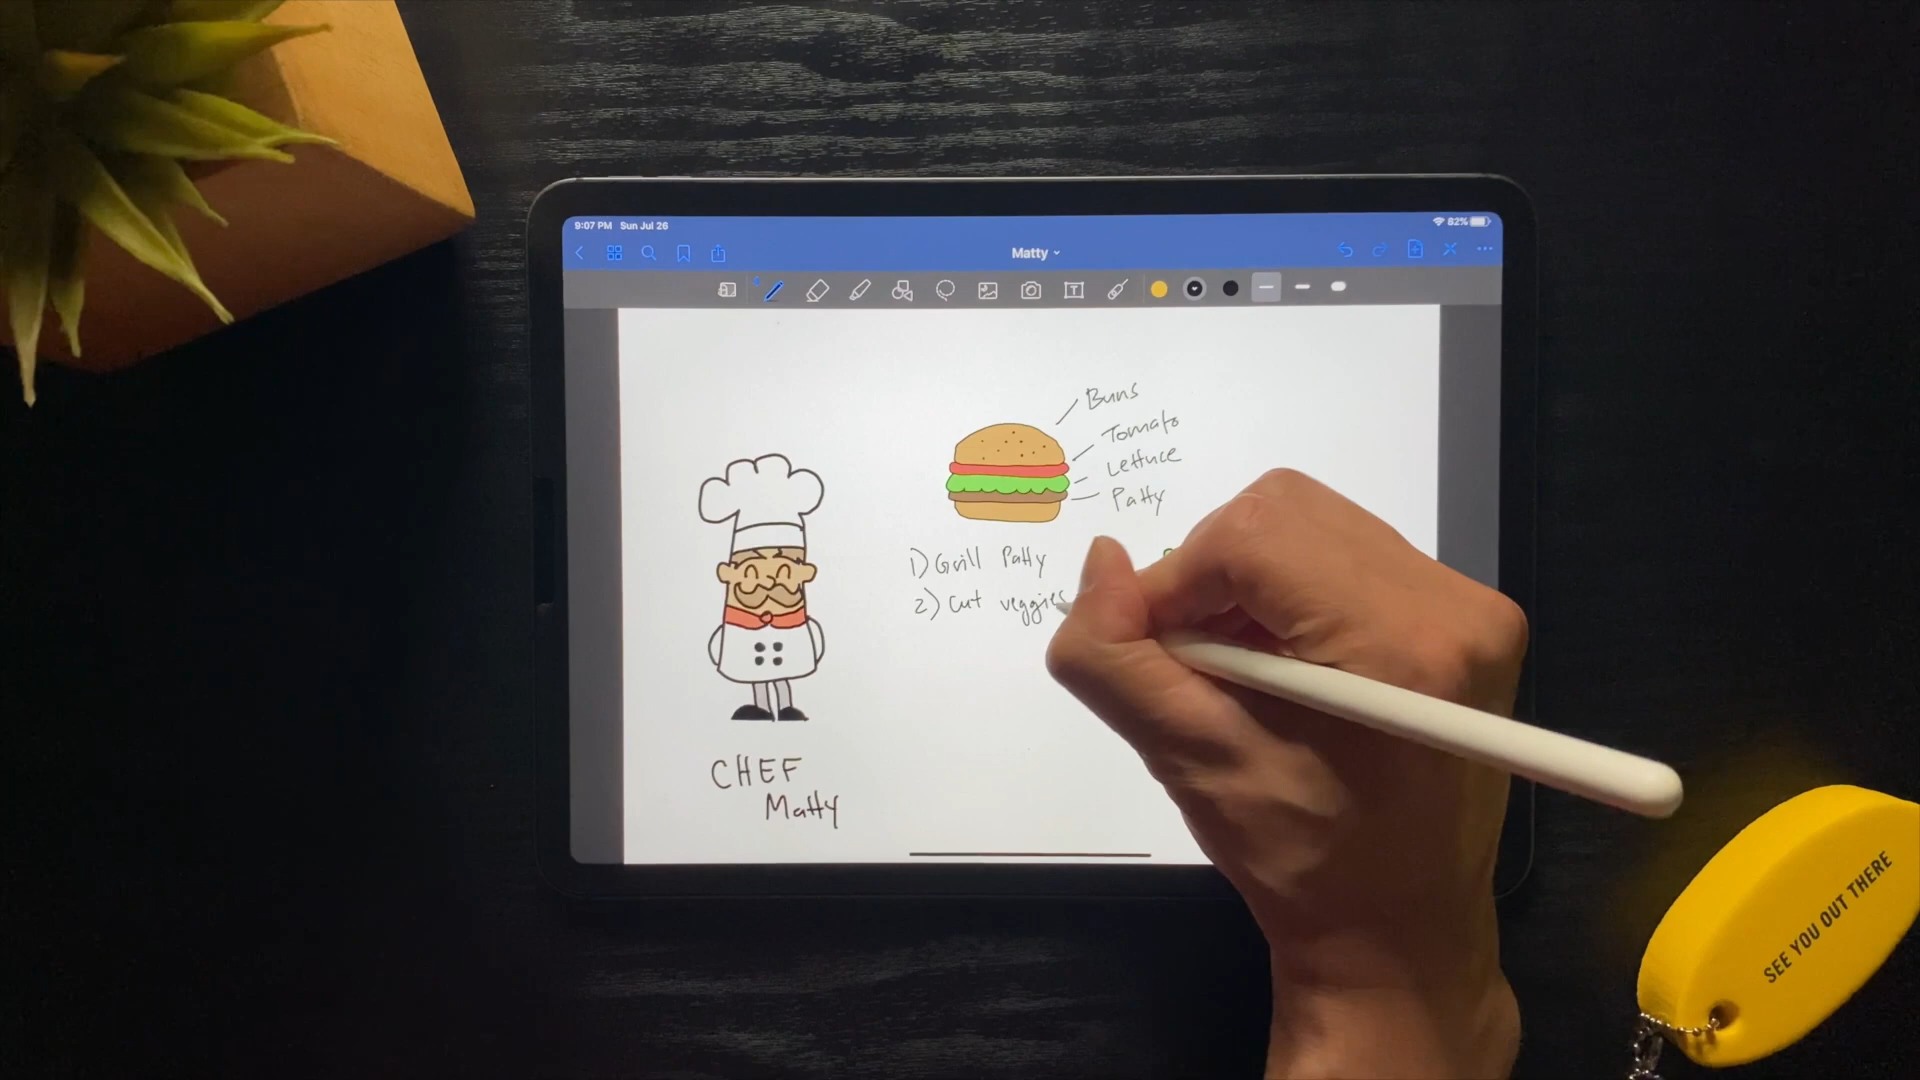 9:07 PM Sun Jul 26
82%
Matty
Buns
Tomato
Lettuce
Patty
1) Grill Patty
2) Cut veggies
CHEF
Matty
SEE YOU OUT THERE